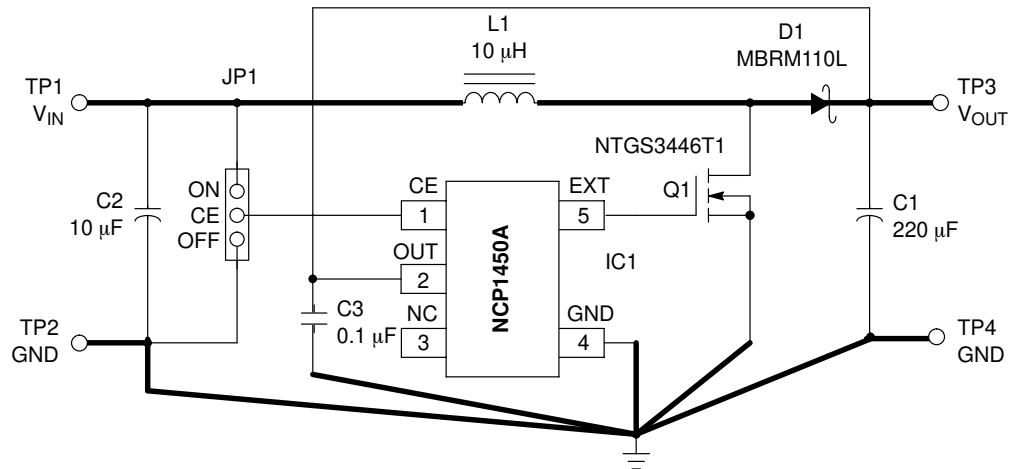 L1
10 μH
D1
MBRM110L
TP1
V_IN
JP1
TP3
V_OUT
NTGS3446T1
C2
10 μF
ON
CE
OFF
CE
1
EXT
5
Q1
C1
220 μF
OUT
2
NCP1450A
IC1
C3
0.1 μF
NC
3
GND
4
TP2
GND
TP4
GND